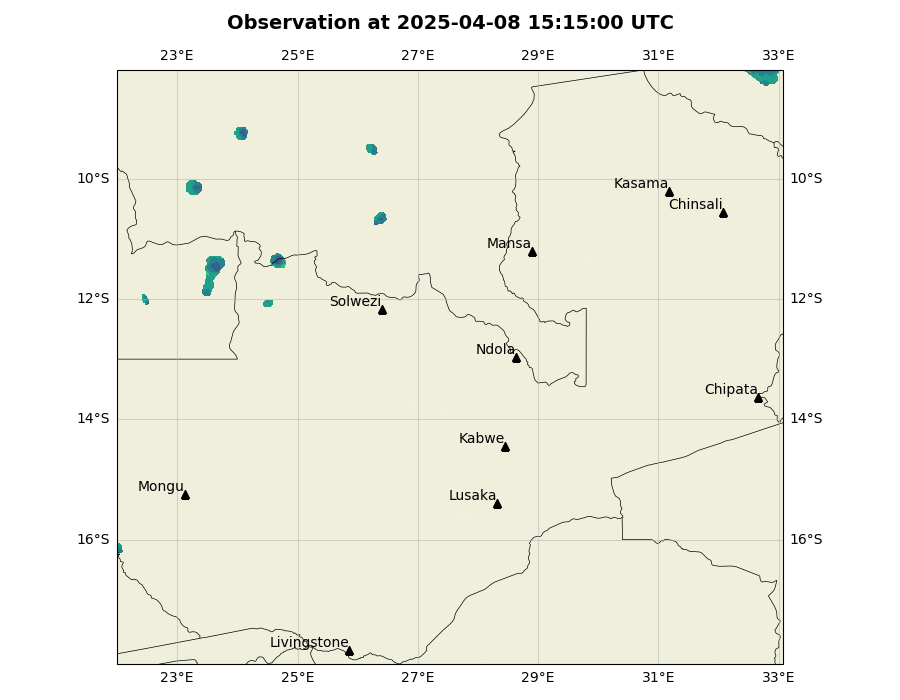 Observation at 2025-04-08 15:15:00 UTC
23°E 25°E 27°E 29°E 31°E 33°E
10°S 10°S
Kasama
Chinsali
Mansa
12°S 12°S
Solwezi
Ndola
Chipata
14°S 14°S
Kabwe
Mongu
Lusaka
16°S 16°S
Livingstone
23°E 25°E 27°E 29°E 31°E 33°E